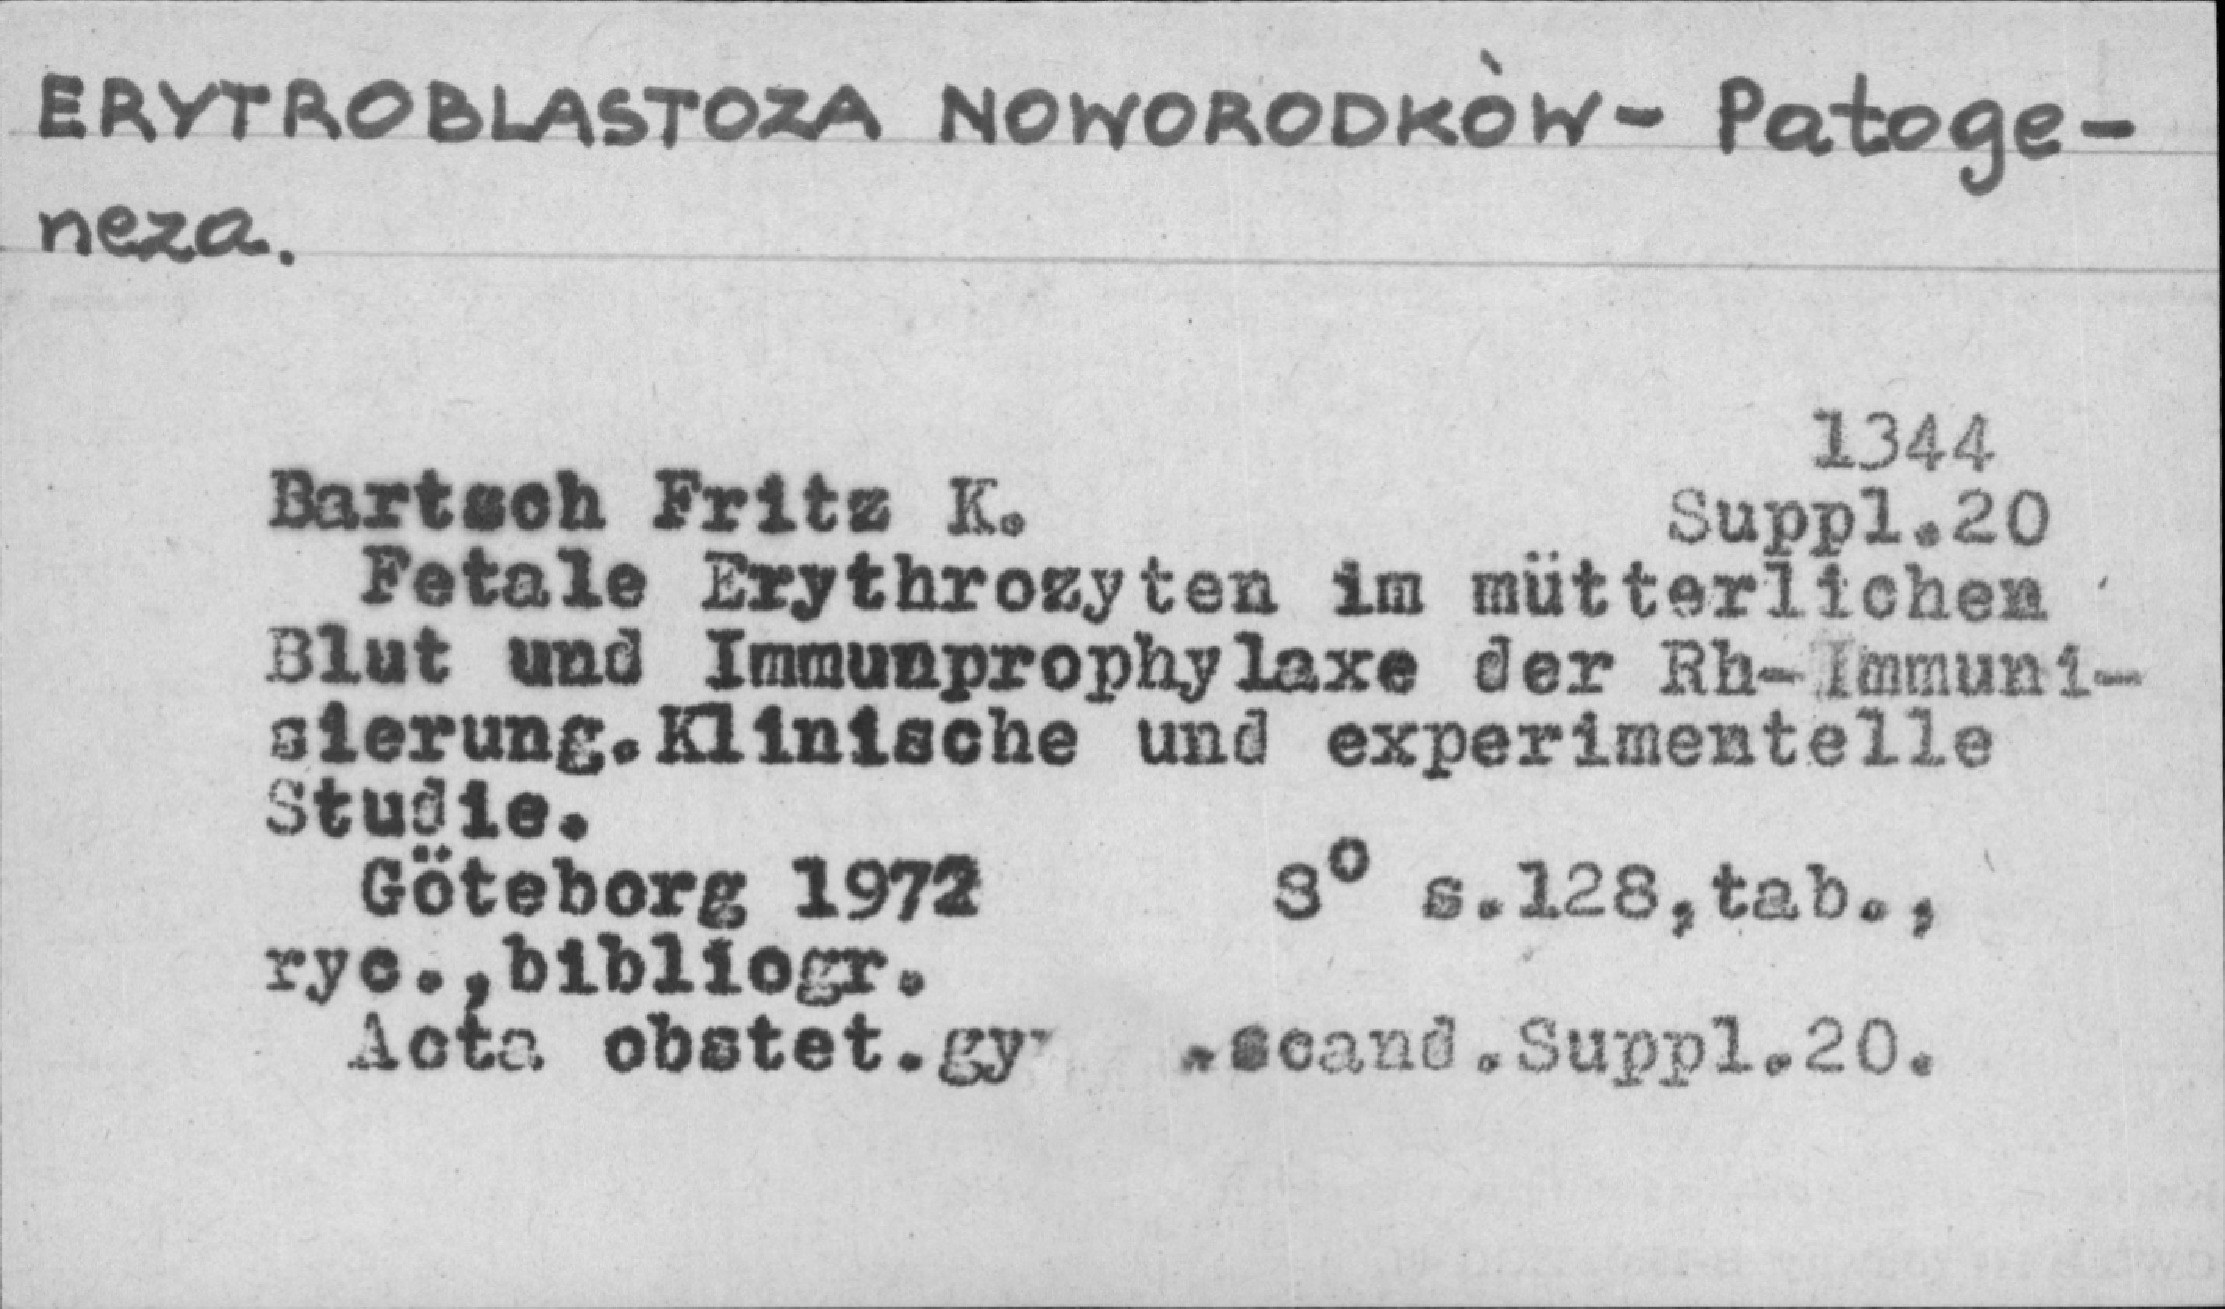 ERYTROBLASTOZA NOWORODKÒW - Patoge-
neza.
1344
Bartsch Fritz K. Suppl.20
Fetale Erythrozyten im mütterlichen
Blut und Immunprophylaxe der Rh-Immuni-
sierung.Klinische und experimentelle
Studie.
Göteborg 1972 8° s.128,tab.,
ryc.,bibliogr.
Acta obstet. .scand.Suppl.20.